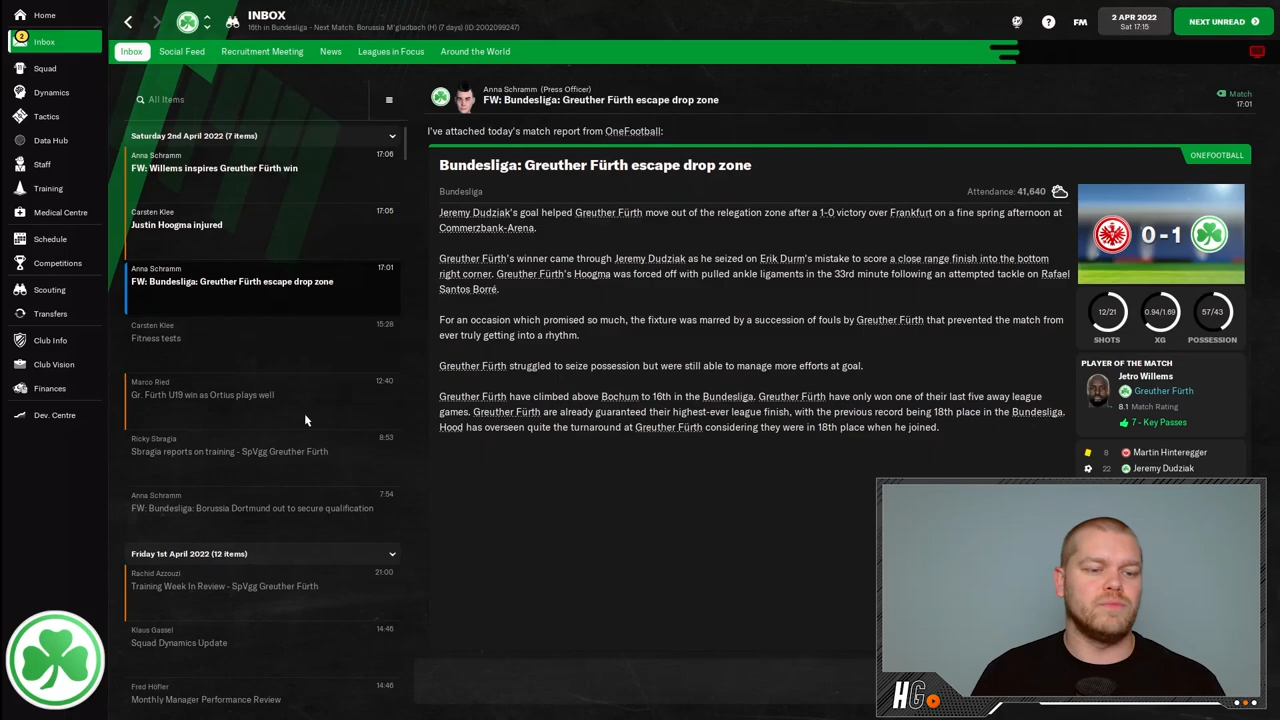 Home
Inbox
2
Squad
Dynamics
Tactics
Data Hub
Staff
Training
Medical Centre
Schedule
Competitions
Scouting
Transfers
Club Info
Club Vision
Finances
Dev. Centre
INBOX
16th in Bundesliga - Next Match: Borussia M'gladbach (H) (7 days) (ID:2002099247)
?
FM
2 APR 2022
Sat 17:15
NEXT UNREAD
Inbox
Social Feed
Recruitment Meeting
News
Leagues in Focus
Around the World
All Items
Saturday 2nd April 2022 (7 items)
Anna Schramm 17:06
FW: Willems inspires Greuther Fürth win
Carsten Klee 17:05
Justin Hoogma injured
Anna Schramm 17:01
FW: Bundesliga: Greuther Fürth escape drop zone
Carsten Klee 15:28
Fitness tests
Marco Ried 12:40
Gr. Fürth U19 win as Ortius plays well
Ricky Sbragia 8:53
Sbragia reports on training - SpVgg Greuther Fürth
Anna Schramm 7:54
FW: Bundesliga: Borussia Dortmund out to secure qualification
Friday 1st April 2022 (12 items)
Rachid Azzouzi 21:00
Training Week In Review - SpVgg Greuther Fürth
Klaus Gassel 14:46
Squad Dynamics Update
Fred Höfler 14:46
Monthly Manager Performance Review
Anna Schramm (Press Officer)
FW: Bundesliga: Greuther Fürth escape drop zone
Match
17:01
I've attached today's match report from OneFootball:
Bundesliga: Greuther Fürth escape drop zone
ONEFOOTBALL
Bundesliga
Attendance: 41,640
Jeremy Dudziak's goal helped Greuther Fürth move out of the relegation zone after a 1-0 victory over Frankfurt on a fine spring afternoon at
Commerzbank-Arena.
Greuther Fürth's winner came through Jeremy Dudziak as he seized on Erik Durm's mistake to score a close range finish into the bottom
right corner. Greuther Fürth's Hoogma was forced off with pulled ankle ligaments in the 33rd minute following an attempted tackle on Rafael
Santos Borré.
For an occasion which promised so much, the fixture was marred by a succession of fouls by Greuther Fürth that prevented the match from
ever truly getting into a rhythm.
Greuther Fürth struggled to seize possession but were still able to manage more efforts at goal.
Greuther Fürth have climbed above Bochum to 16th in the Bundesliga. Greuther Fürth have only won one of their last five away league
games. Greuther Fürth are already guaranteed their highest-ever league finish, with the previous record being 18th place in the Bundesliga.
Hood has overseen quite the turnaround at Greuther Fürth considering they were in 18th place when he joined.
0 - 1
12/21
0.94/1.69
57/43
SHOTS
XG
POSSESSION
PLAYER OF THE MATCH
Jetro Willems
Greuther Fürth
8.1 Match Rating
7 - Key Passes
8 Martin Hinteregger
22 Jeremy Dudziak
HG